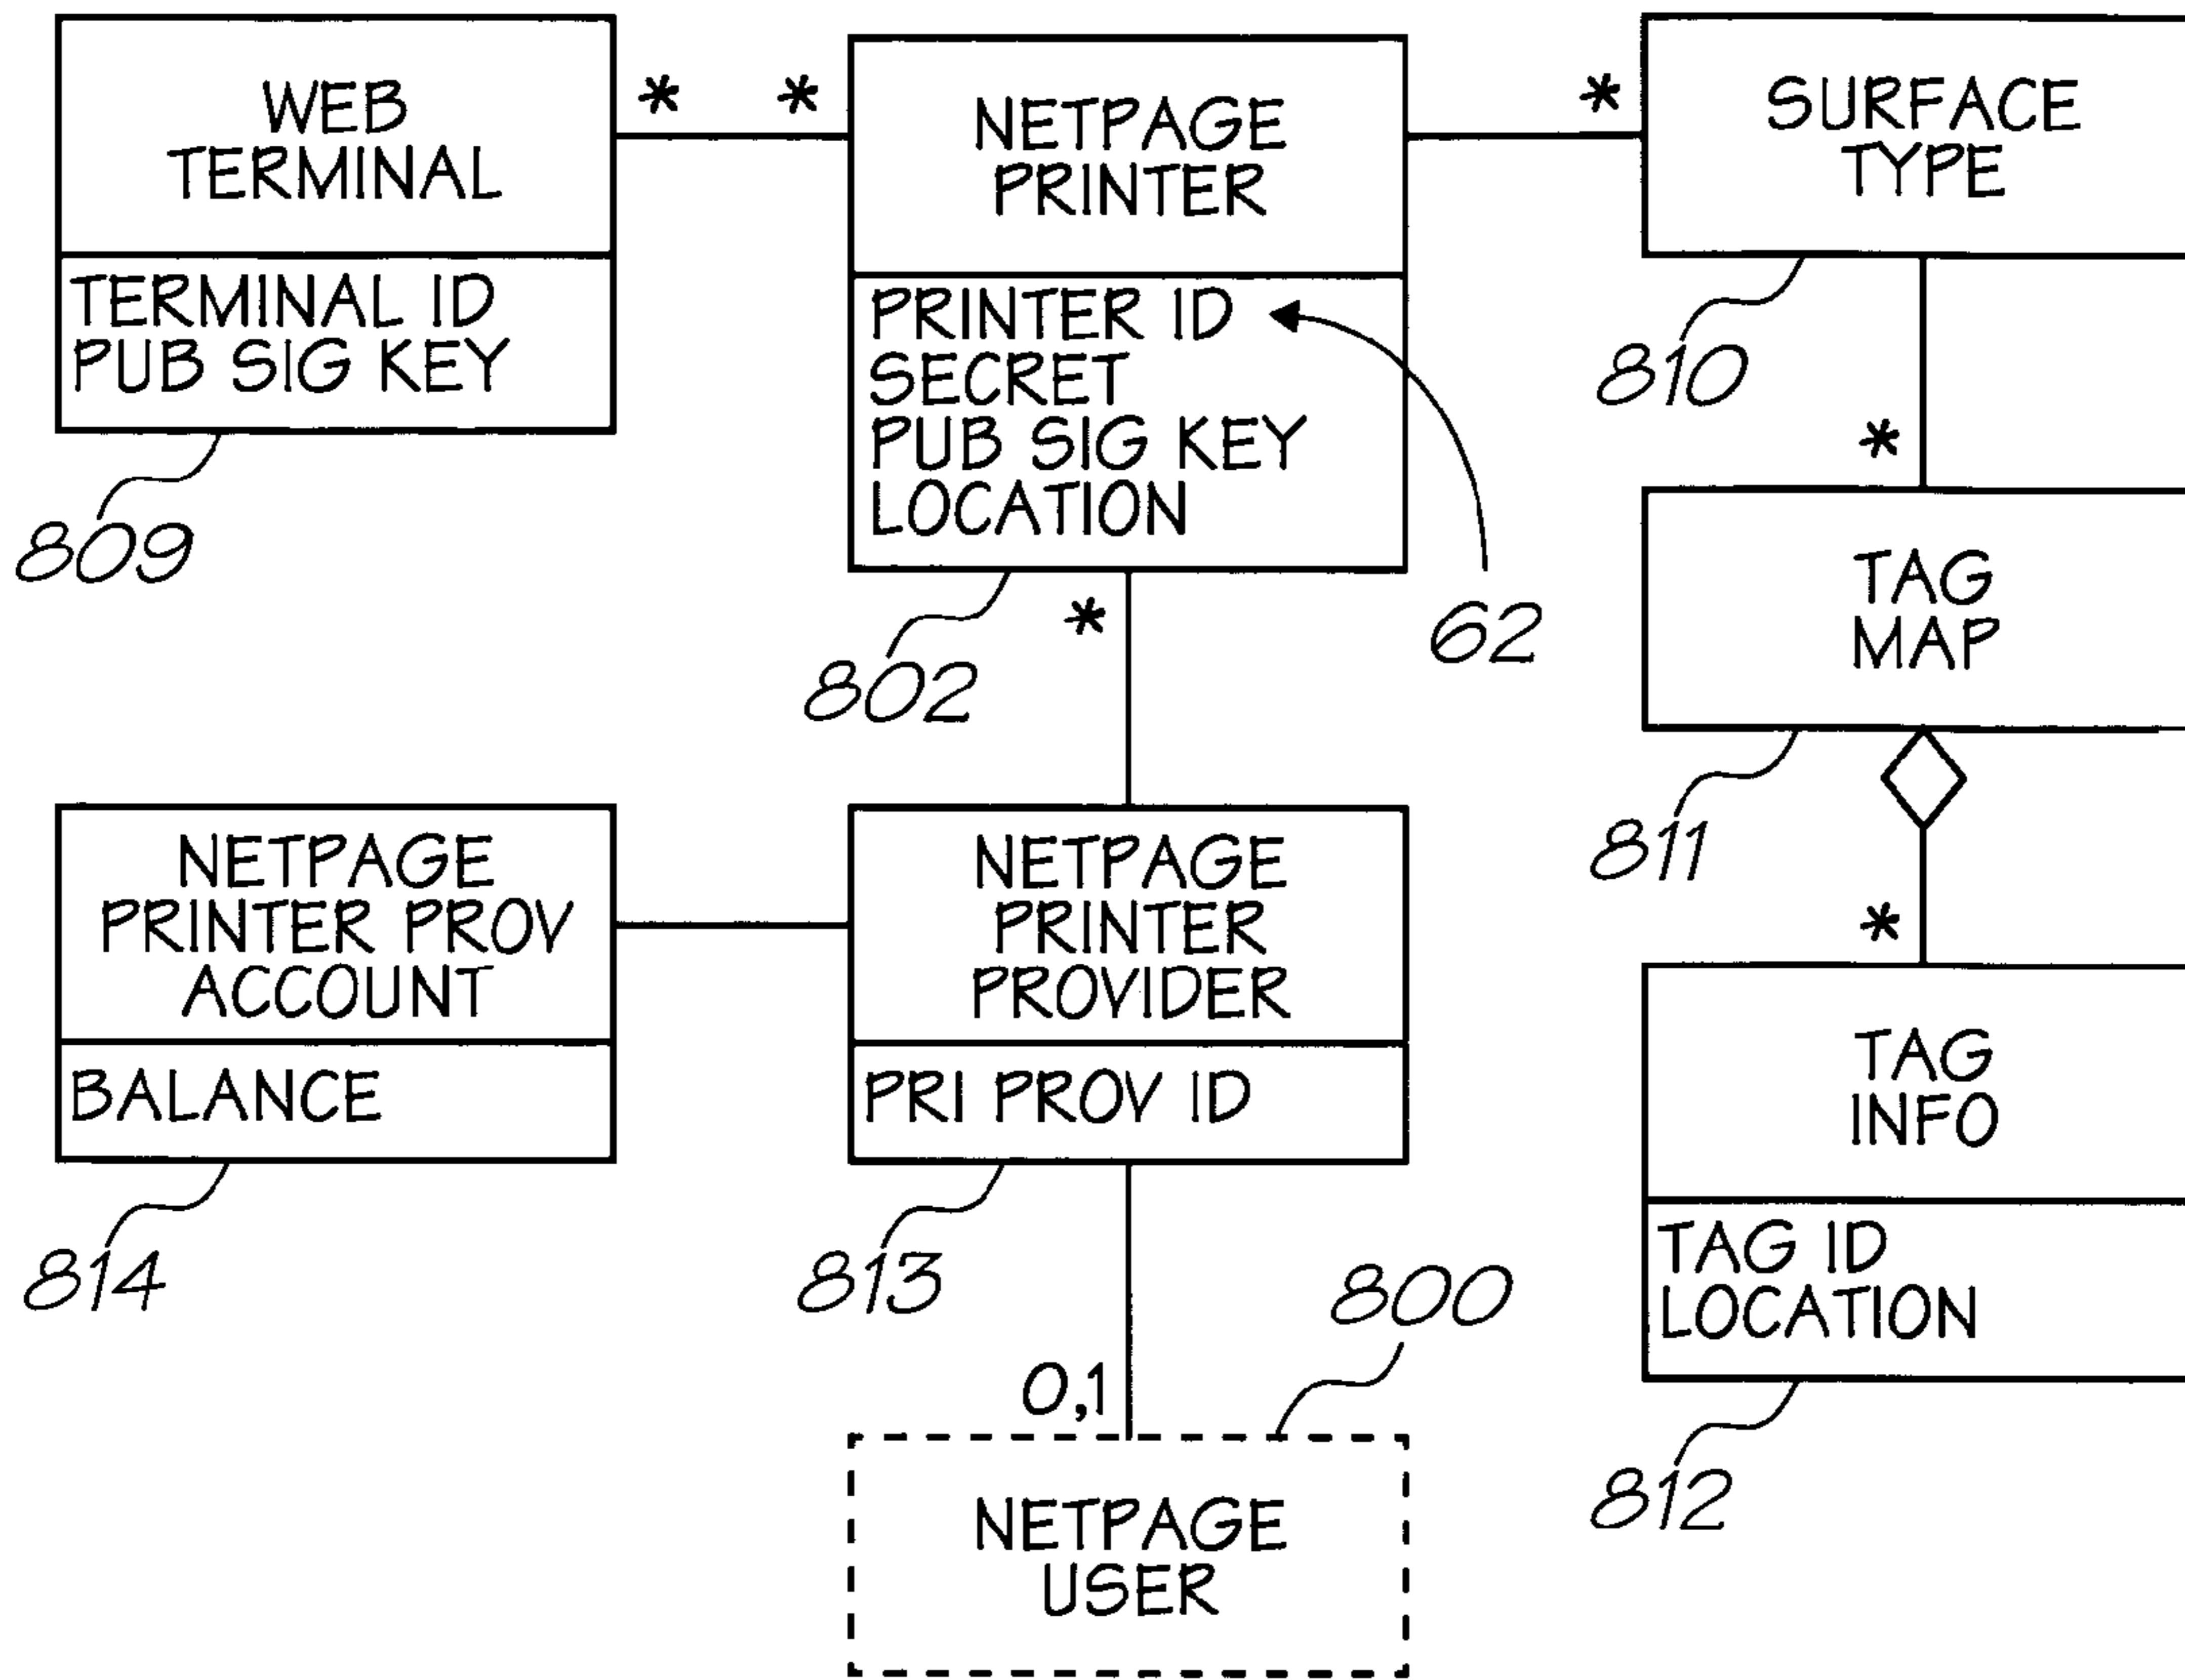 WEB
TERMINAL
TERMINAL ID
PUB SIG KEY
809
* *
NETPAGE
PRINTER
PRINTER ID
SECRET
PUB SIG KEY
LOCATION
62
802
*
*
SURFACE
TYPE
810
*
TAG
MAP
811
*
TAG
INFO
TAG ID
LOCATION
812
NETPAGE
PRINTER PROV
ACCOUNT
BALANCE
814
NETPAGE
PRINTER
PROVIDER
PRI PROV ID
813
800
0,1
NETPAGE
USER